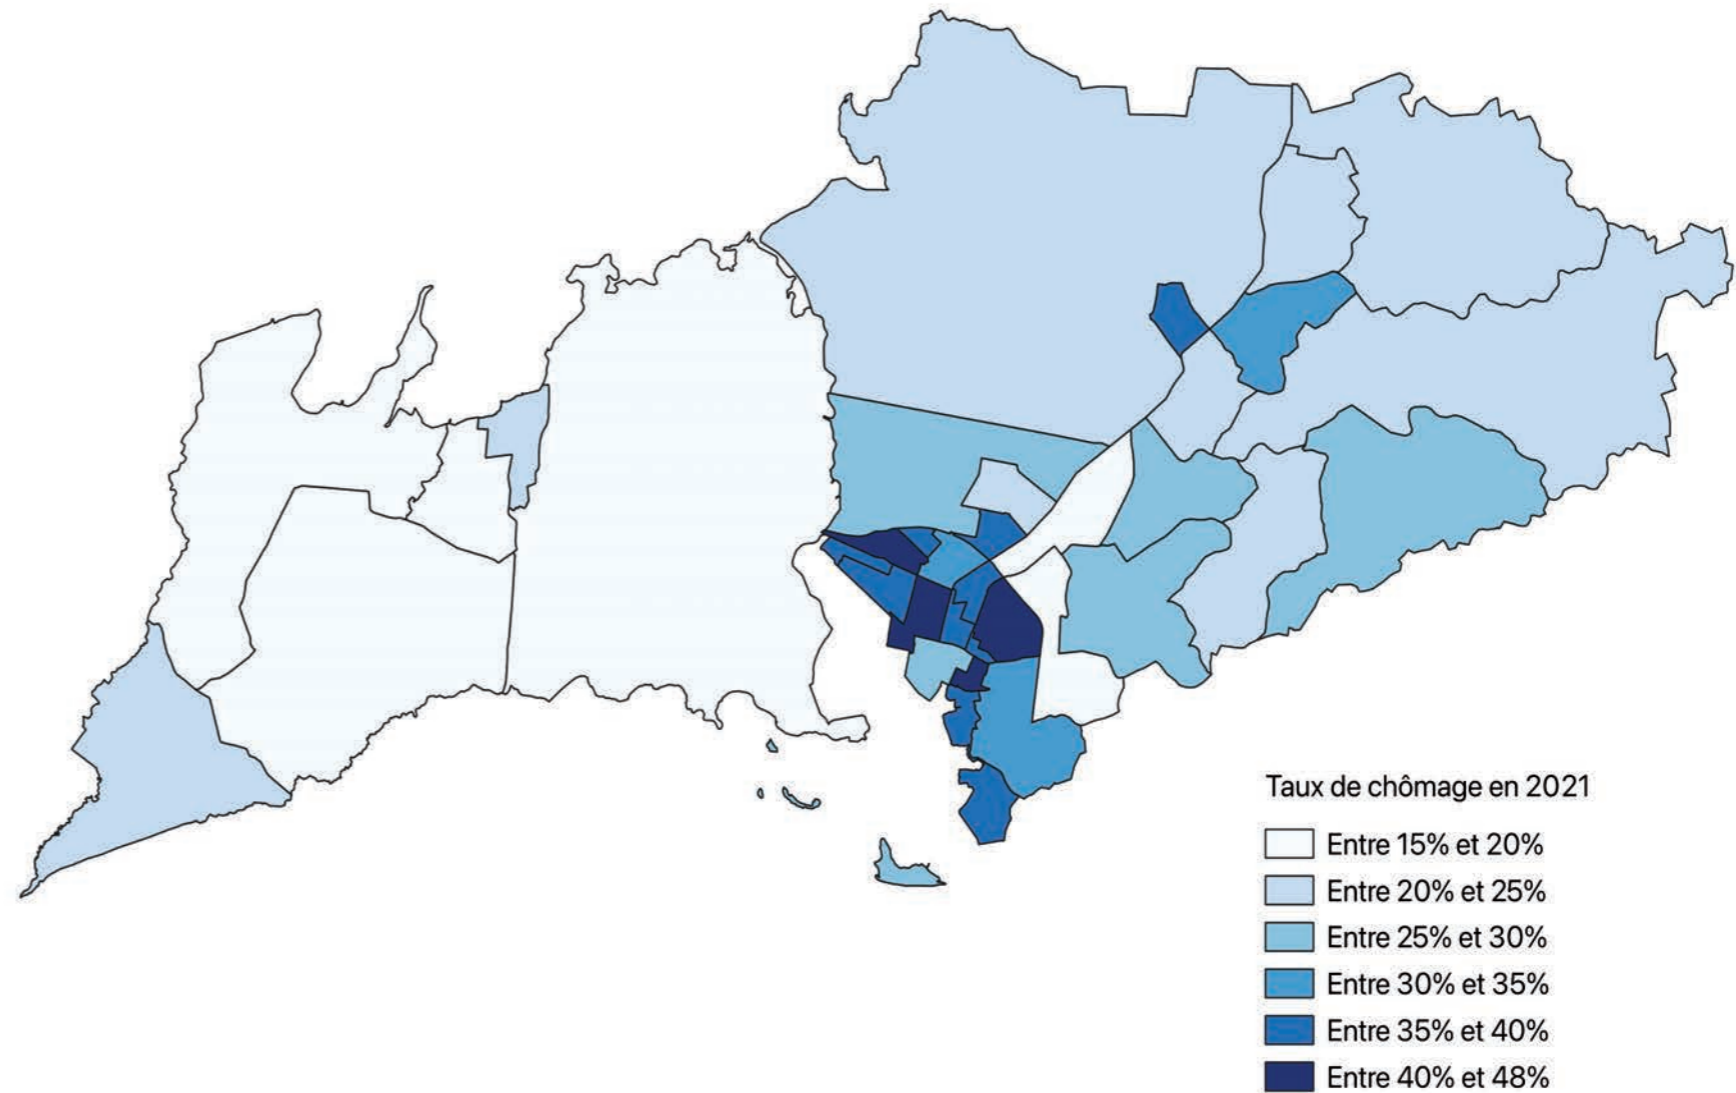 Taux de chômage en 2021
Entre 15% et 20%
Entre 20% et 25%
Entre 25% et 30%
Entre 30% et 35%
Entre 35% et 40%
Entre 40% et 48%